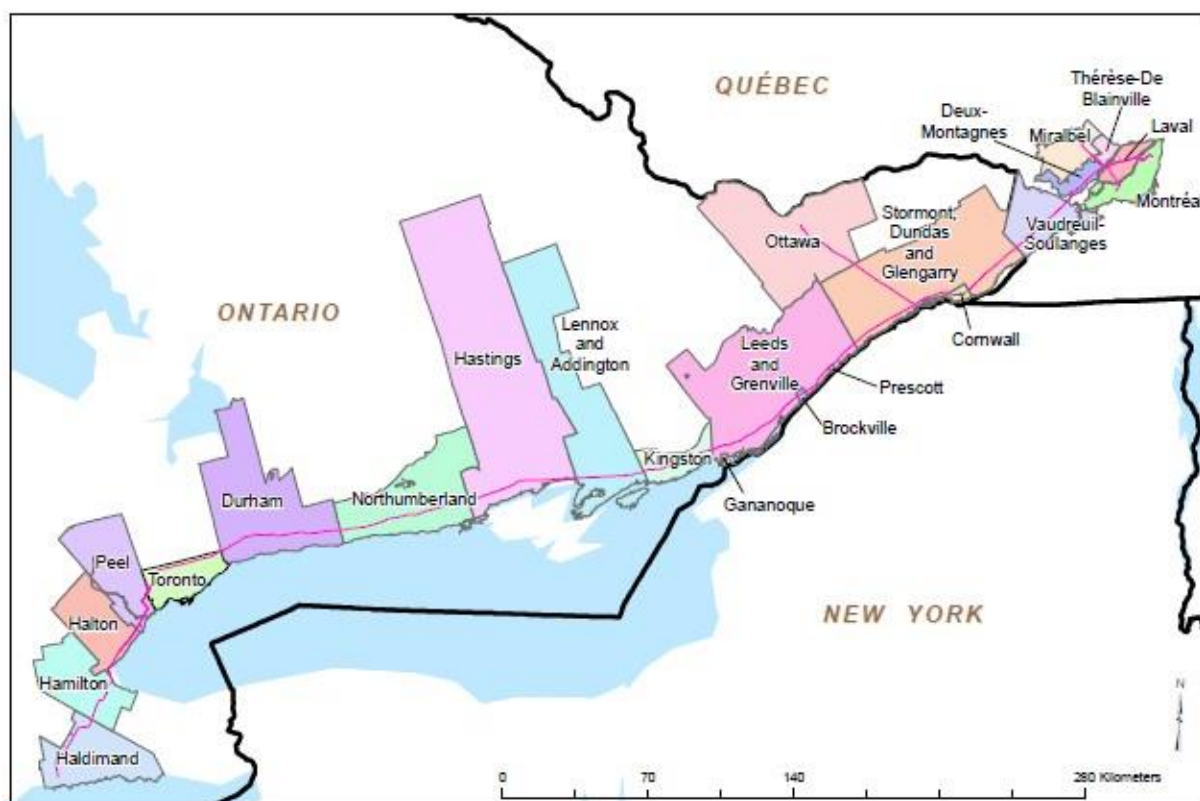 QUÉBEC
Thérèse-De
Blainville
Deux-
Montagnes
Miralbel
Laval
Montréa
Vaudreuil-
Soulanges
Stormont,
Dundas
and
Glengarry
Ottawa
ONTARIO
Lennox
and
Addington
Hastings
Leeds
and
Grenville
Cornwall
Prescott
Brockville
Kingston
Gananoque
Northumberland
Durham
Peel
Toronto
Halton
NEW YORK
Hamilton
Haldimand
N
0 70 140 280 Kilometers